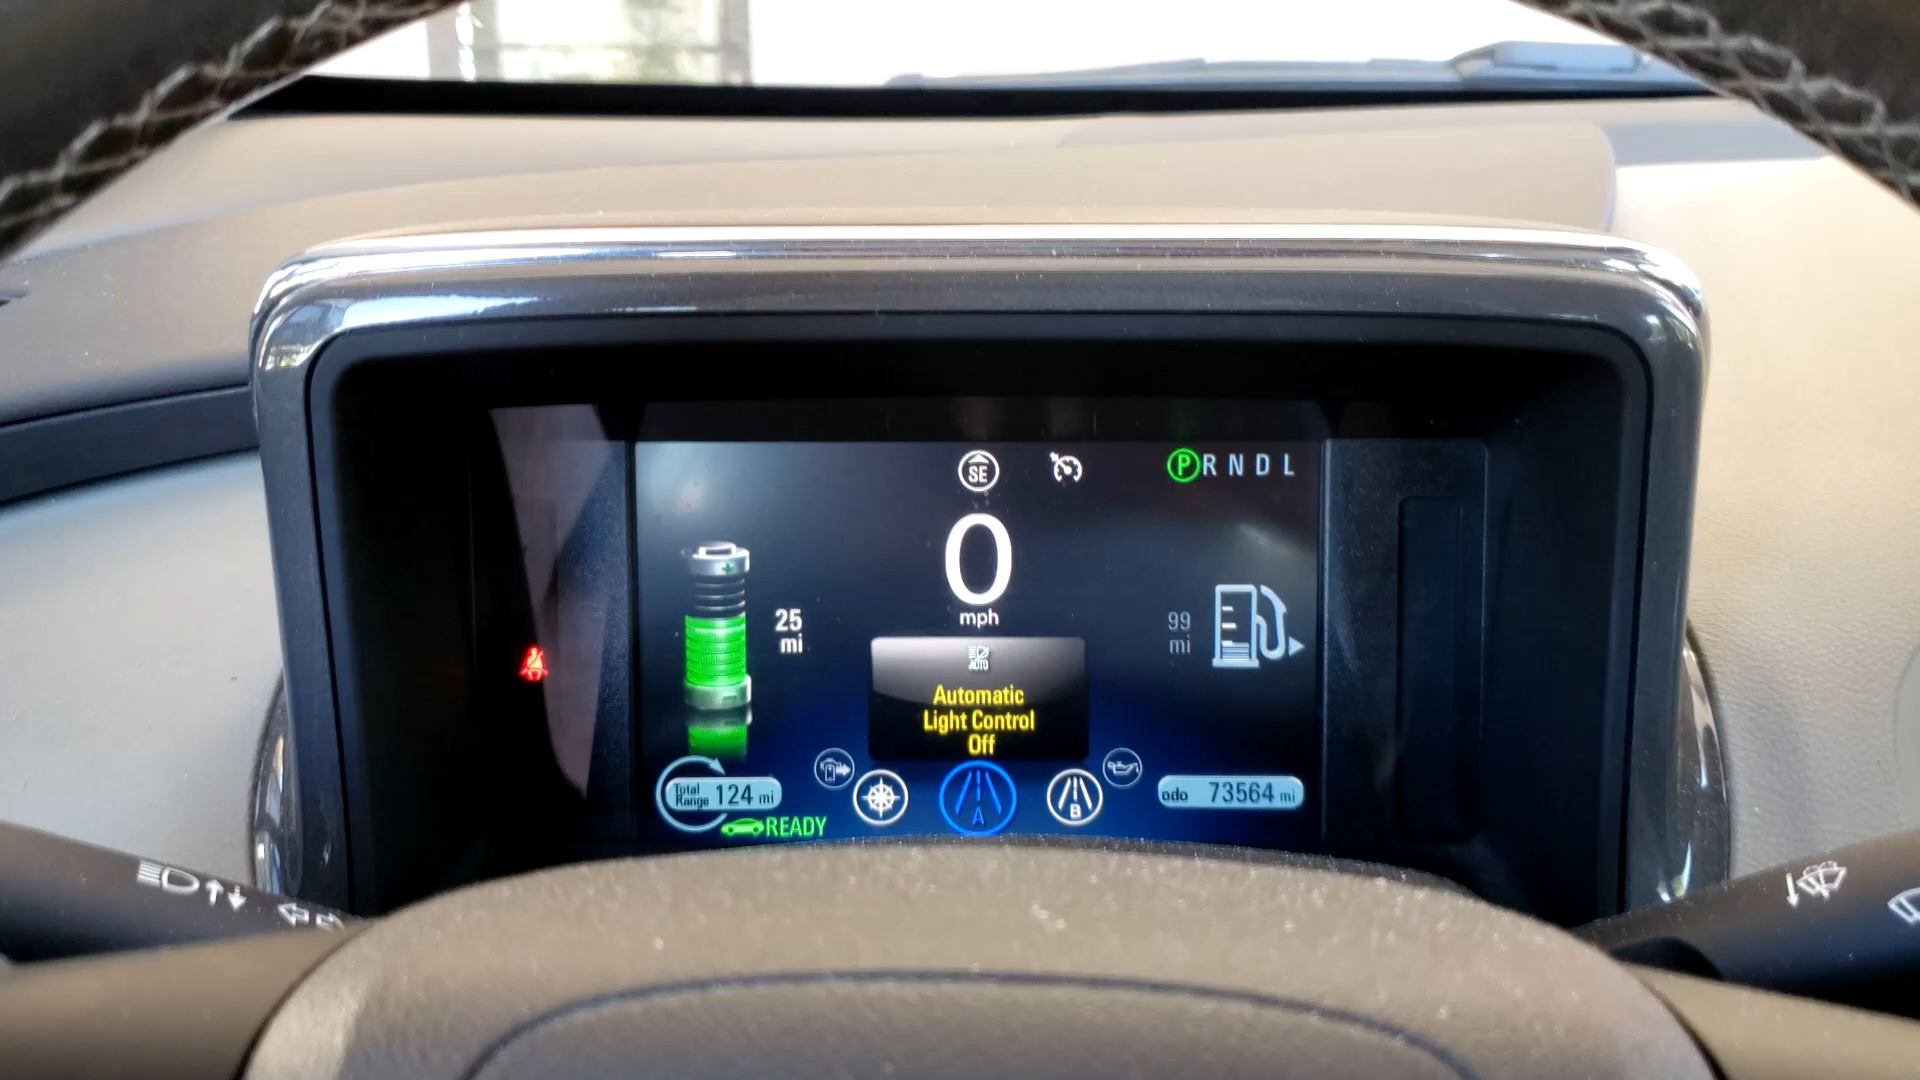 SE
P R N D L
0
mph
25
mi
99
mi
AUTO
Automatic
Light Control
Off
Total
Range 124 mi
A
B
odo 73564 mi
READY